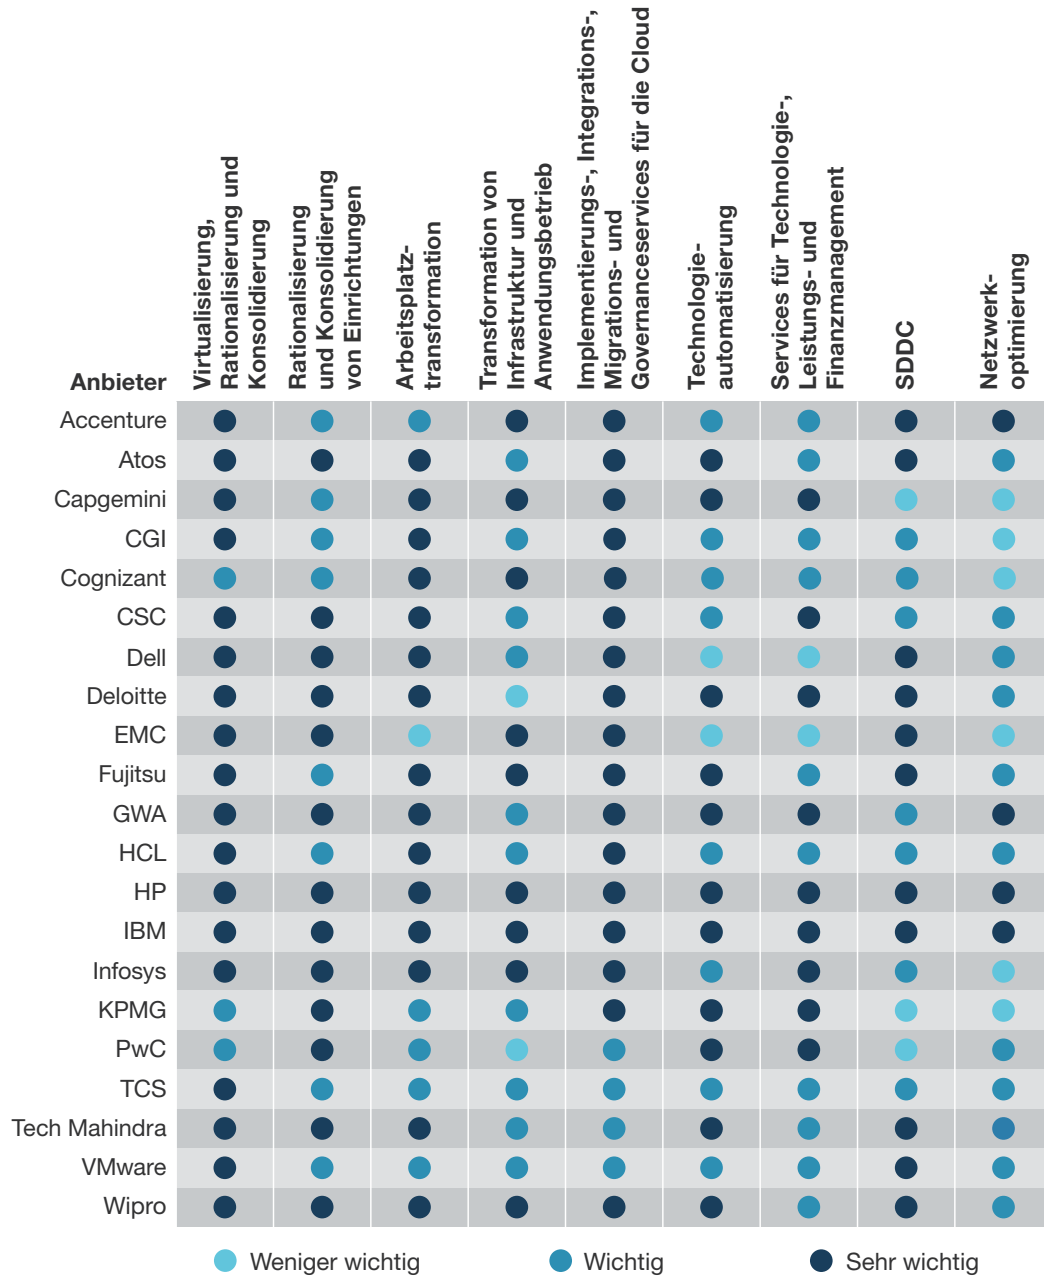 Virtualisierung,
Rationalisierung und
Konsolidierung
Rationalisierung
und Konsolidierung
von Einrichtungen
Arbeitsplatz-
transformation
Transformation von
Infrastruktur und
Anwendungsbetrieb
Implementierungs-, Integrations-,
Migrations- und
Governanceservices für die Cloud
Technologie-
automatisierung
Services für Technologie-,
Leistungs- und
Finanzmanagement
SDDC
Netzwerk-
optimierung
Anbieter
Accenture
Atos
Capgemini
CGI
Cognizant
CSC
Dell
Deloitte
EMC
Fujitsu
GWA
HCL
HP
IBM
Infosys
KPMG
PwC
TCS
Tech Mahindra
VMware
Wipro
Weniger wichtig
Wichtig
Sehr wichtig